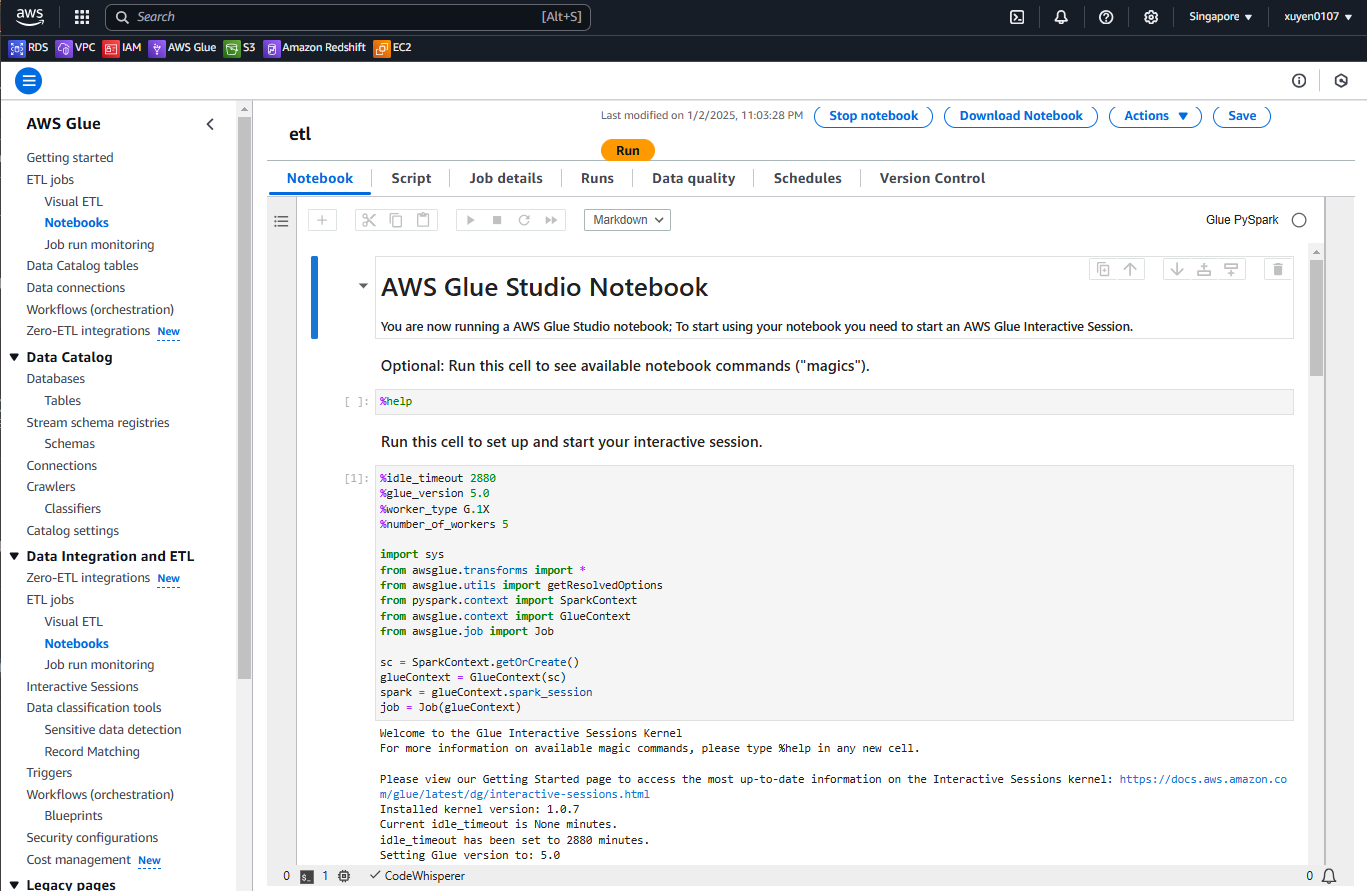 aws
Search
[Alt+S]
Singapore
xuyen0107
RDS
VPC
IAM
AWS Glue
S3
Amazon Redshift
EC2
AWS Glue
Getting started
ETL jobs
Visual ETL
Notebooks
Job run monitoring
Data Catalog tables
Data connections
Workflows (orchestration)
Zero-ETL integrations New
Data Catalog
Databases
Tables
Stream schema registries
Schemas
Connections
Crawlers
Classifiers
Catalog settings
Data Integration and ETL
Zero-ETL integrations New
ETL jobs
Visual ETL
Notebooks
Job run monitoring
Interactive Sessions
Data classification tools
Sensitive data detection
Record Matching
Triggers
Workflows (orchestration)
Blueprints
Security configurations
Cost management New
Legacy pages
etl
Last modified on 1/2/2025, 11:03:28 PM
Stop notebook
Download Notebook
Actions
Save
Run
Notebook
Script
Job details
Runs
Data quality
Schedules
Version Control
Markdown
Glue PySpark
AWS Glue Studio Notebook
You are now running a AWS Glue Studio notebook; To start using your notebook you need to start an AWS Glue Interactive Session.
Optional: Run this cell to see available notebook commands ("magics").
[ ]: %help
Run this cell to set up and start your interactive session.
[1]: %idle_timeout 2880
%glue_version 5.0
%worker_type G.1X
%number_of_workers 5
import sys
from awsglue.transforms import *
from awsglue.utils import getResolvedOptions
from pyspark.context import SparkContext
from awsglue.context import GlueContext
from awsglue.job import Job
sc = SparkContext.getOrCreate()
glueContext = GlueContext(sc)
spark = glueContext.spark_session
job = Job(glueContext)
Welcome to the Glue Interactive Sessions Kernel
For more information on available magic commands, please type %help in any new cell.
Please view our Getting Started page to access the most up-to-date information on the Interactive Sessions kernel: https://docs.aws.amazon.co
m/glue/latest/dg/interactive-sessions.html
Installed kernel version: 1.0.7
Current idle_timeout is None minutes.
idle_timeout has been set to 2880 minutes.
Setting Glue version to: 5.0
0 $_ 1 CodeWhisperer 0